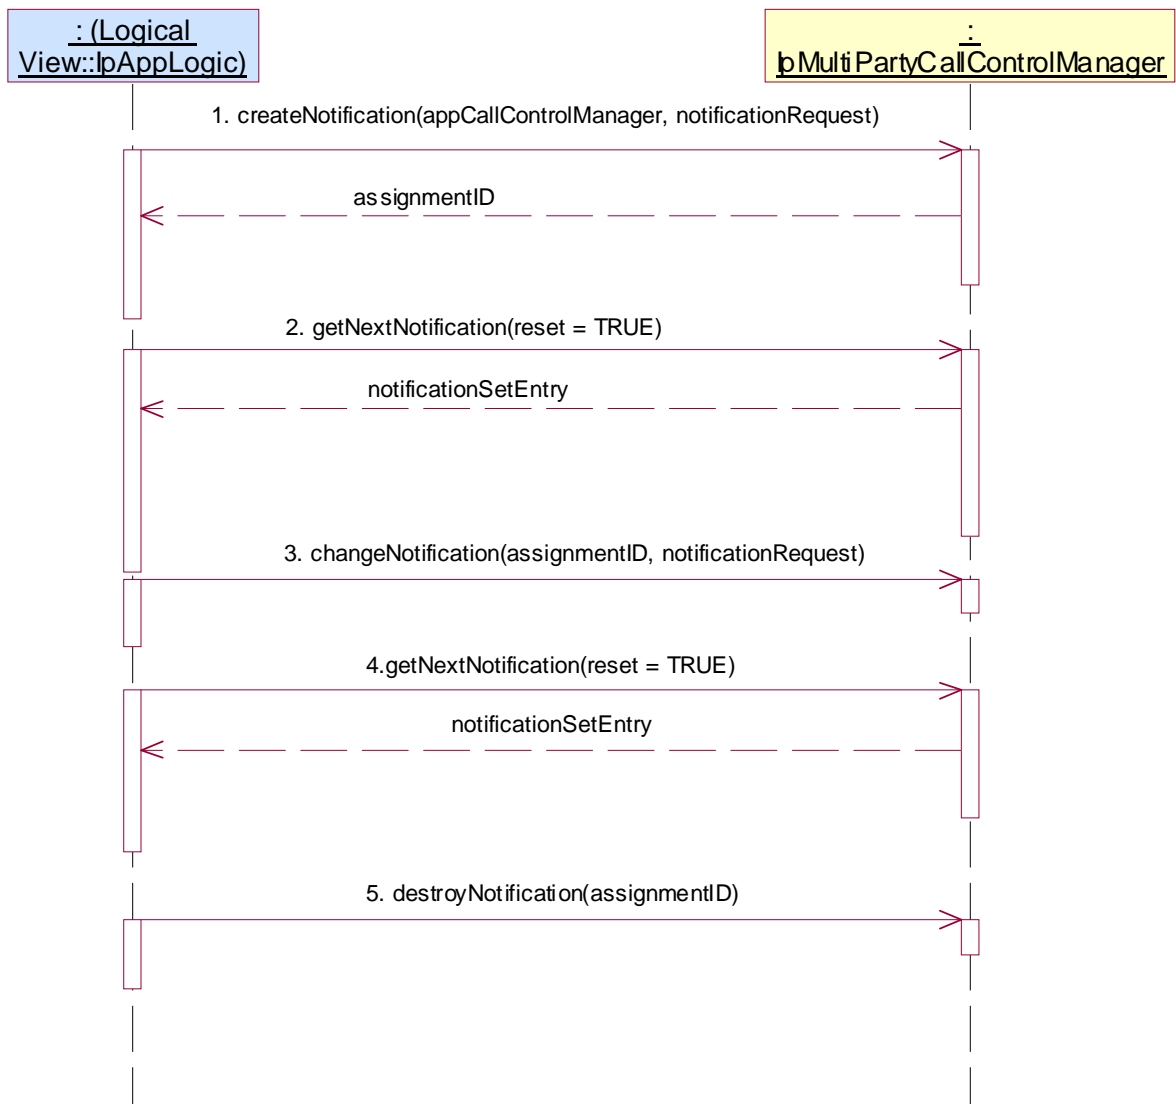 : (Logical
View::IpAppLogic)
:
IpMultiPartyCallControlManager
1. createNotification(appCallControlManager, notificationRequest)
assignmentID
2. getNextNotification(reset = TRUE)
notificationSetEntry
3. changeNotification(assignmentID, notificationRequest)
4.getNextNotification(reset = TRUE)
notificationSetEntry
5. destroyNotification(assignmentID)